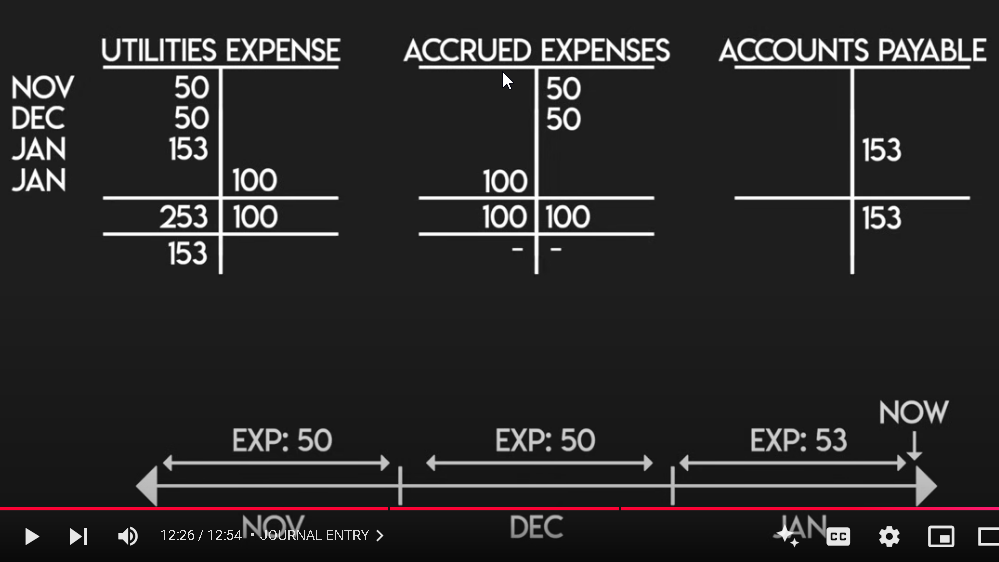 UTILITIES EXPENSE ACCRUED EXPENSES ACCOUNTS PAYABLE
NOV 50 50
DEC 50 50
JAN 153 153
JAN 100 100
253 100 100 100 153
153 - -
NOW
EXP: 50 EXP: 50 EXP: 53
NOV DEC JAN
12:26 / 12:54 • JOURNAL ENTRY >
CC